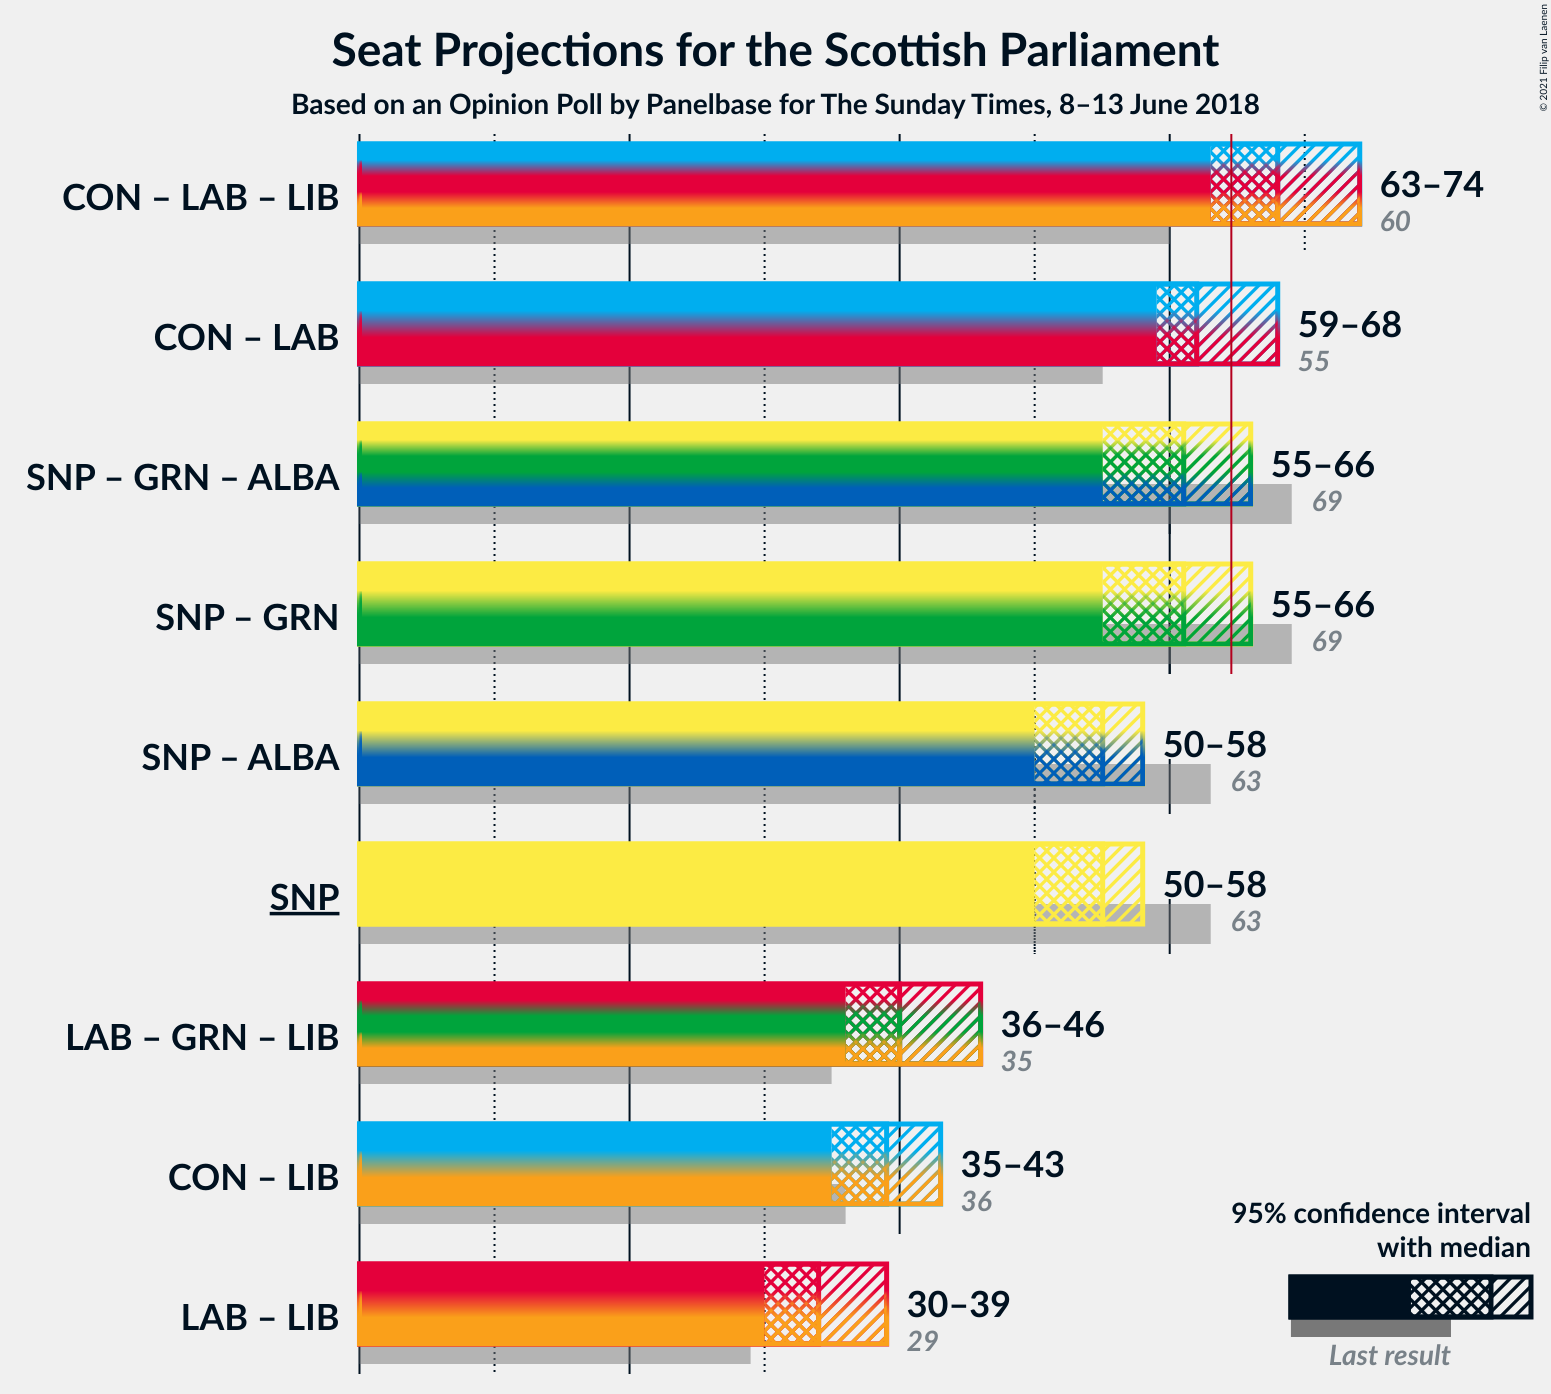 Seat Projections for the Scottish Parliament
Based on an Opinion Poll by Panelbase for The Sunday Times, 8–13 June 2018
© 2021 Filip van Laenen
CON – LAB – LIB
63–74
60
CON – LAB
59–68
55
SNP – GRN – ALBA
55–66
69
SNP – GRN
55–66
69
SNP – ALBA
50–58
63
SNP
50–58
63
LAB – GRN – LIB
36–46
35
CON – LIB
35–43
36
LAB – LIB
30–39
29
95% confidence interval
with median
Last result